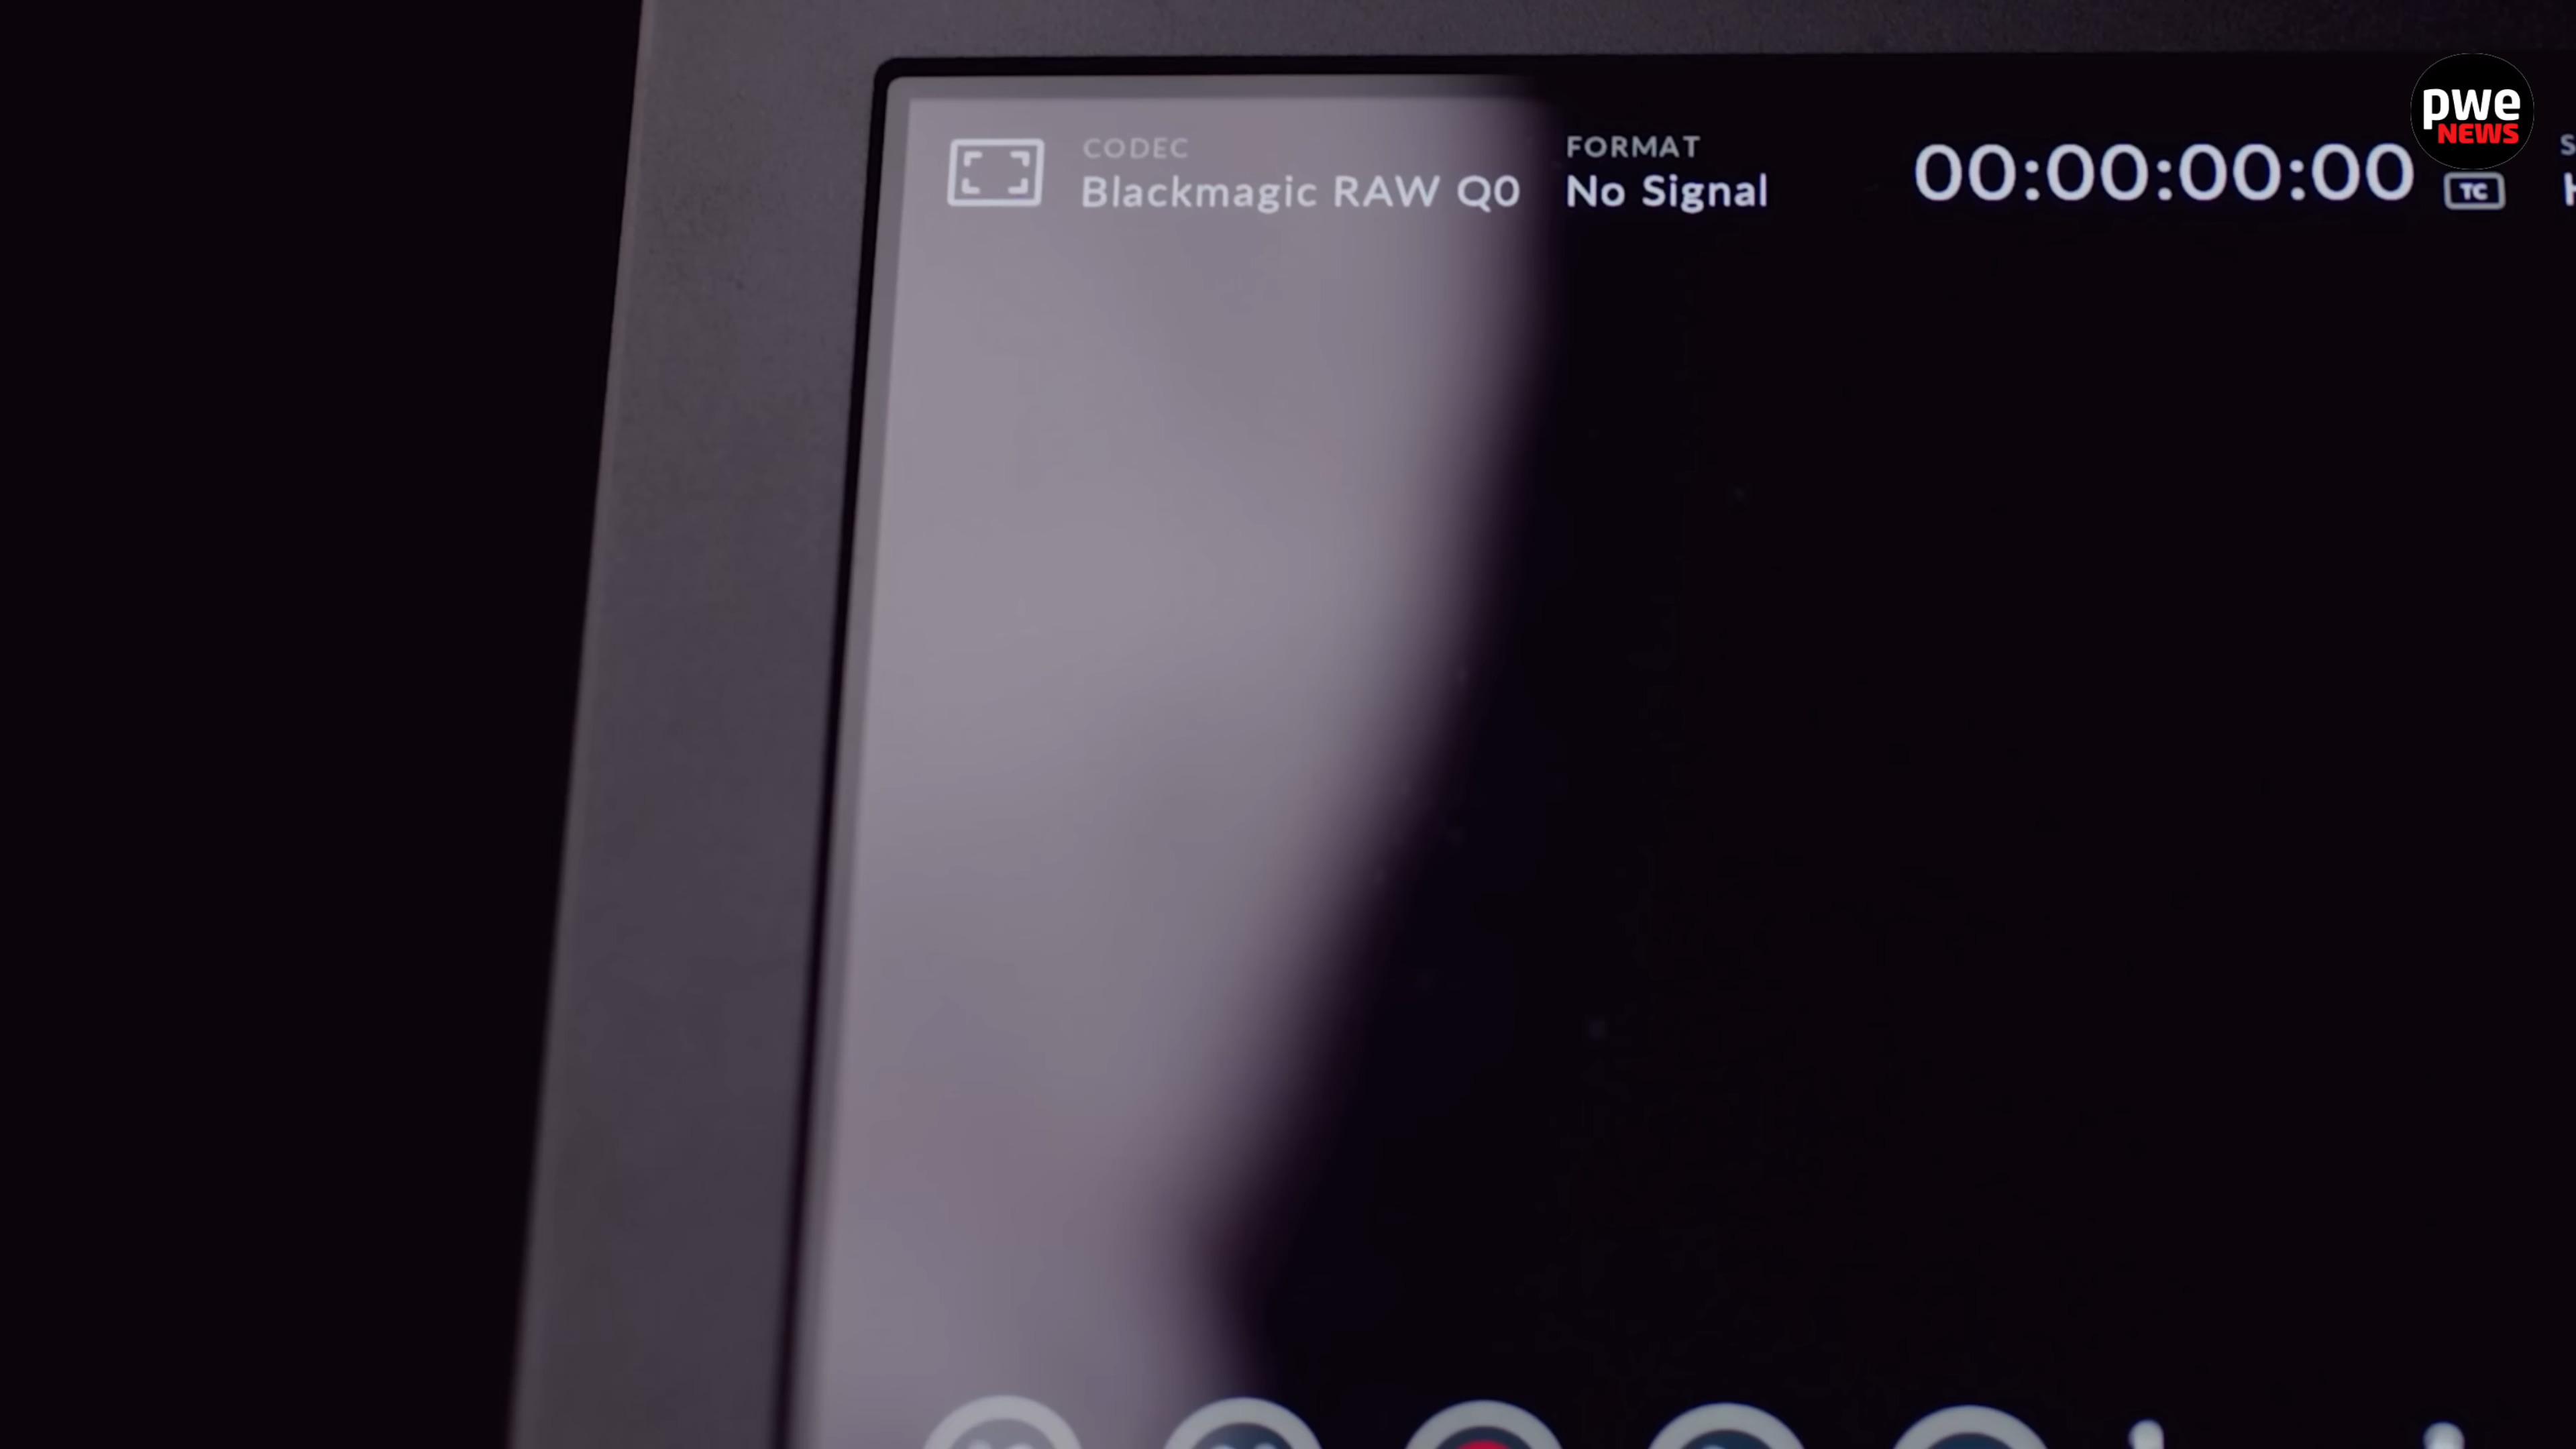 CODEC
Blackmagic RAW Q0
FORMAT
No Signal
00:00:00:00
TC
pwe
NEWS